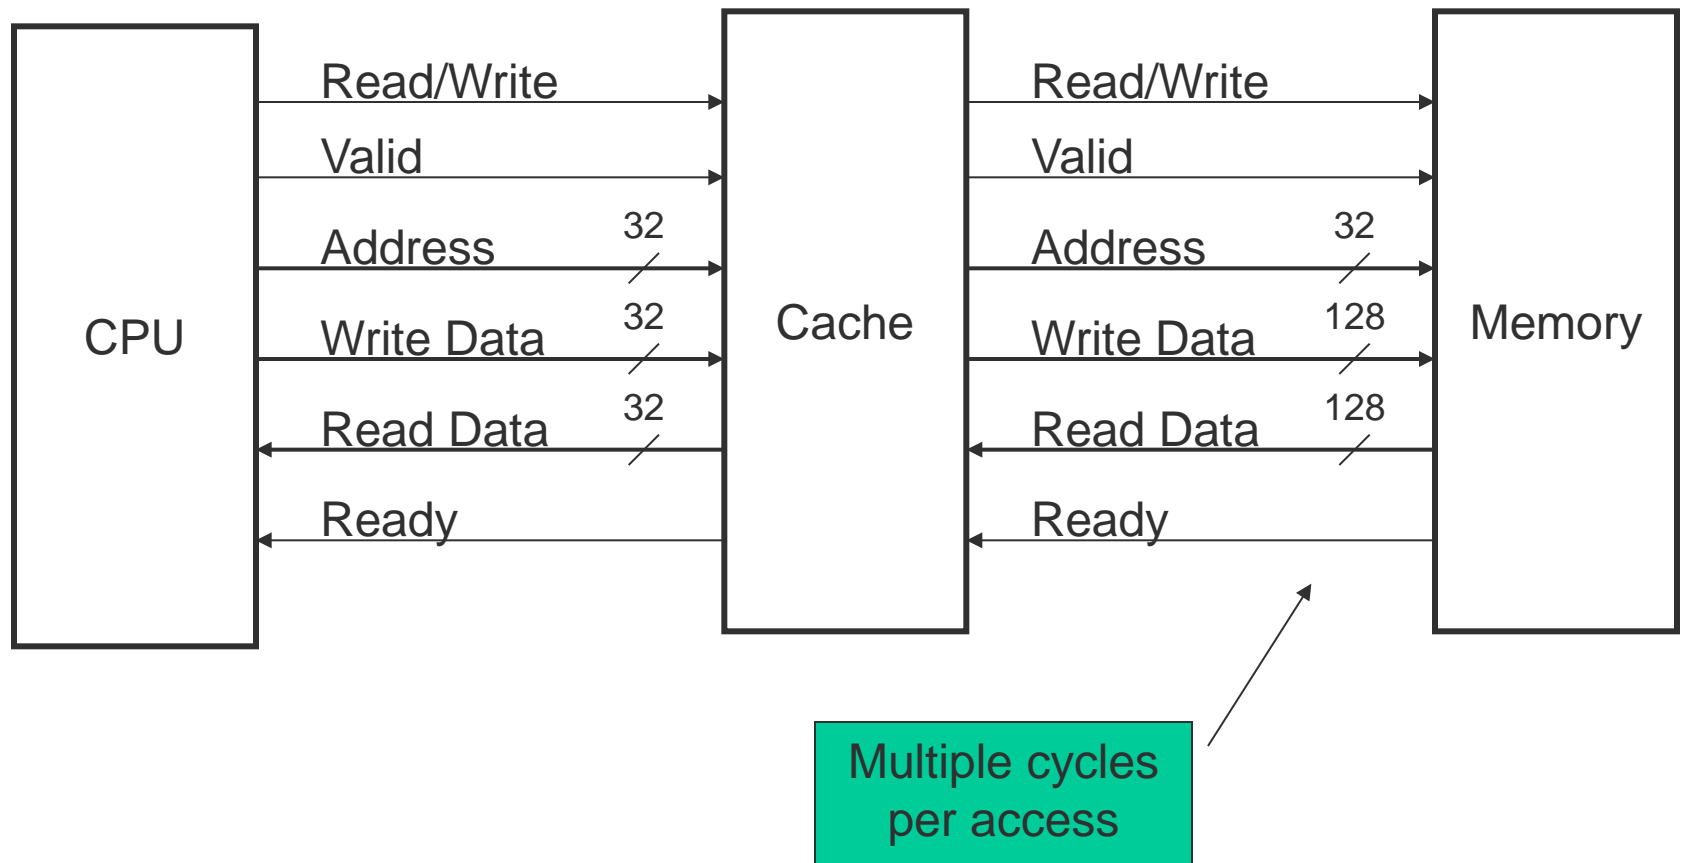 Read/Write
Read/Write
Valid
Valid
32
32
Address
Address
32
128
CPU
Write Data
Cache
Write Data
Memory
32
128
Read Data
Read Data
Ready
Ready
Multiple cycles
per access